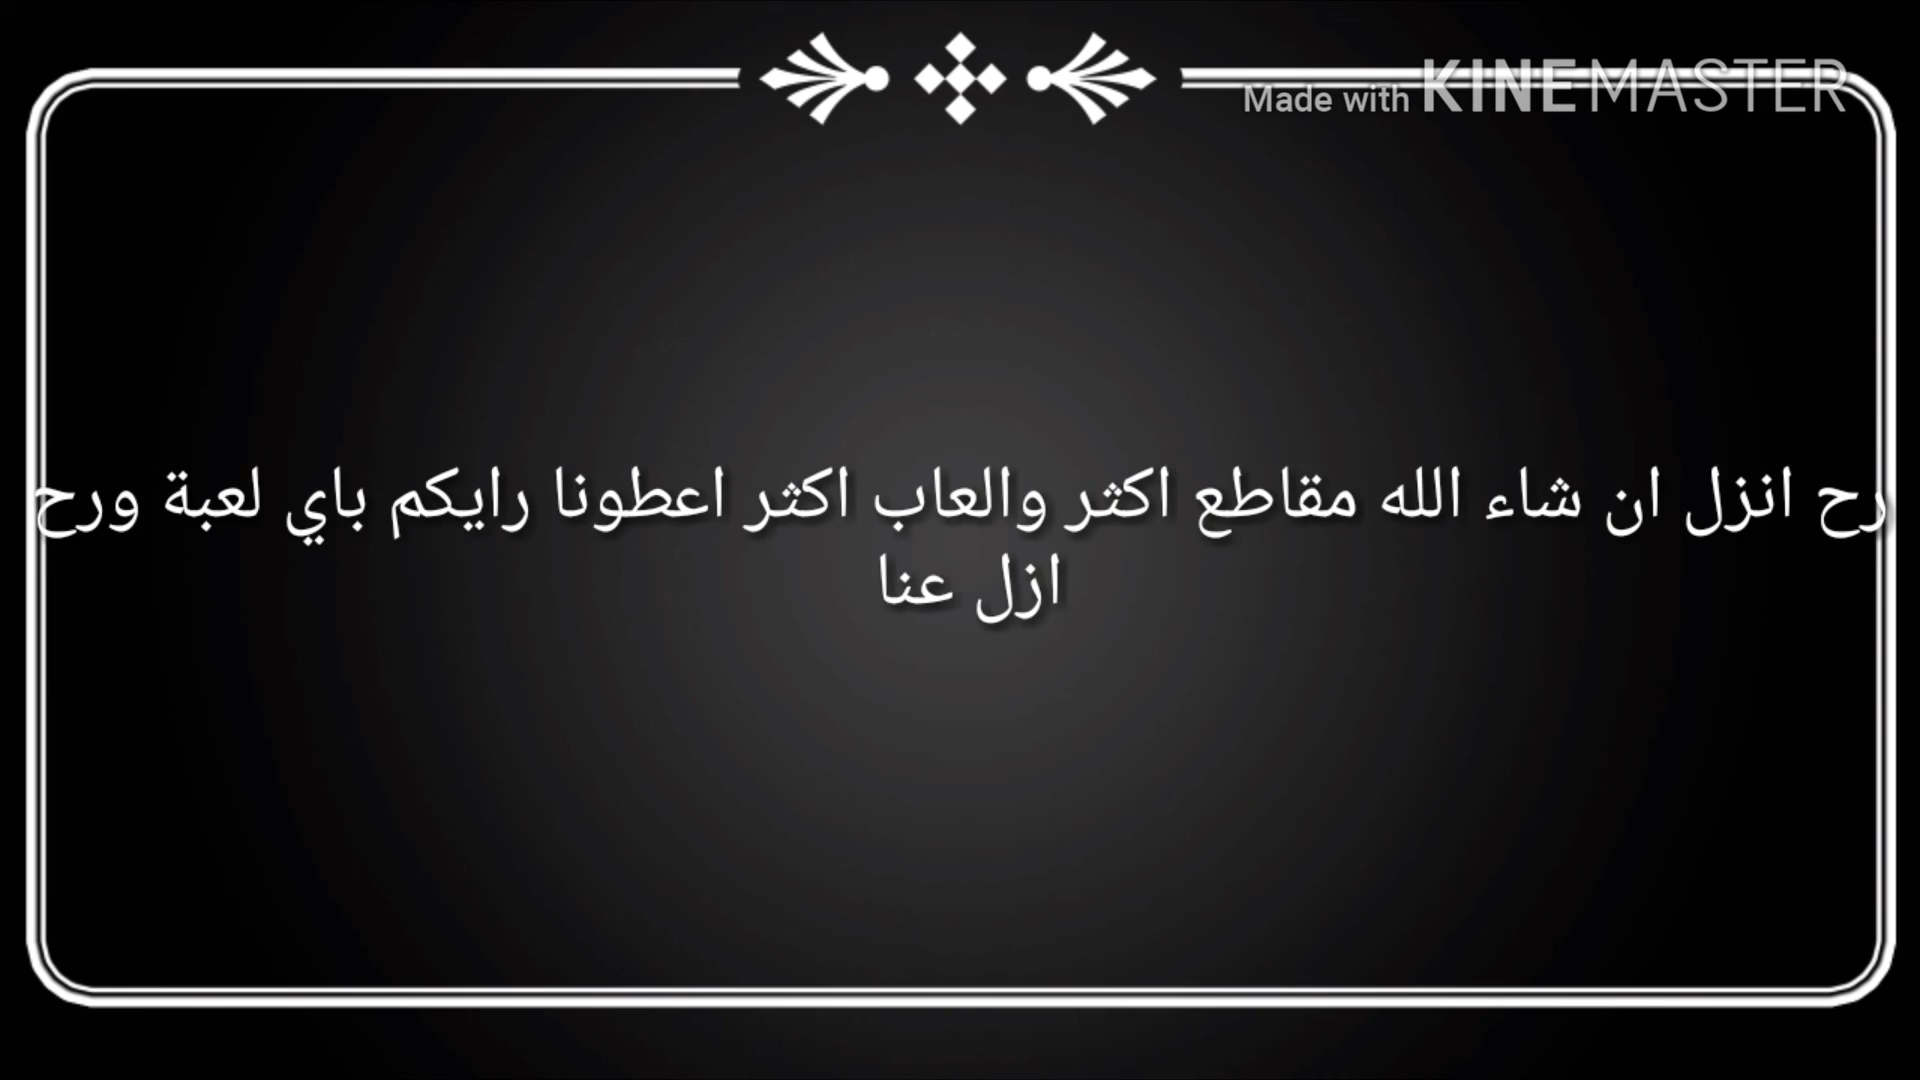 Made with KINEMASTER
رح انزل ان شاء الله مقاطع اكثر والعاب اكثر اعطونا رايكم باي لعبة ورح
ازل عنا